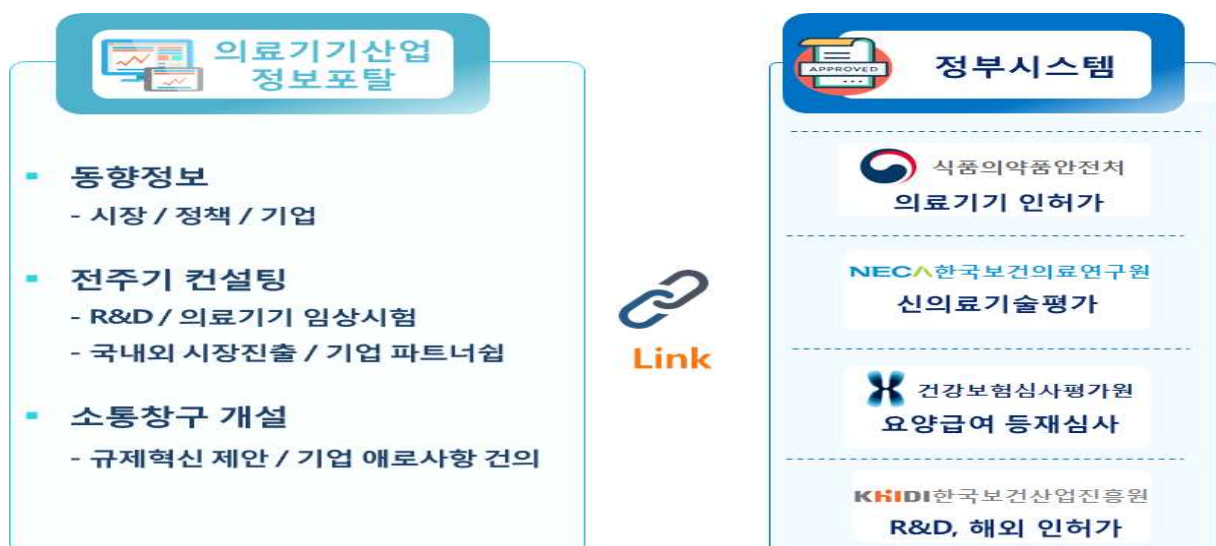 의료기기산업
정보포탈
동향정보
- 시장 / 정책 / 기업
전주기 컨설팅
- R&D / 의료기기 임상시험
- 국내외 시장진출 / 기업 파트너쉽
소통창구 개설
- 규제혁신 제안 / 기업 애로사항 건의
Link
APPROVED
정부시스템
식품의약품안전처
의료기기 인허가
NECA한국보건의료연구원
신의료기술평가
건강보험심사평가원
요양급여 등재심사
KHIDI한국보건산업진흥원
R&D, 해외 인허가